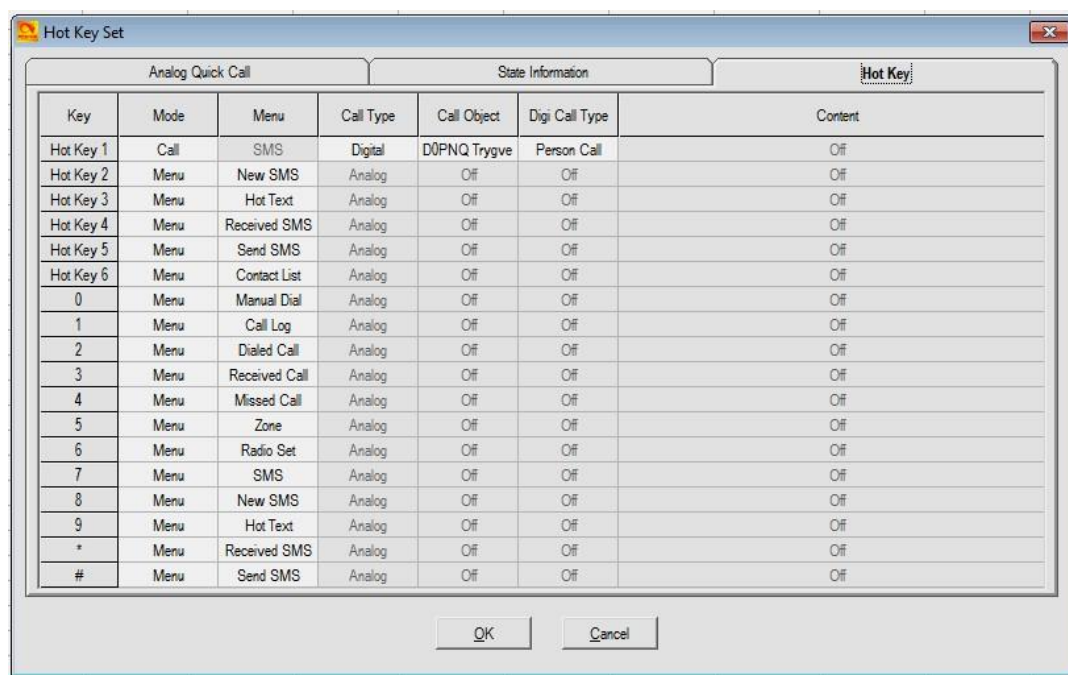 Hot Key Set
Analog Quick Call State Information Hot Key
Key Mode Menu Call Type Call Object Digi Call Type Content
Hot Key 1 Call SMS Digital D0PNQ Trygve Person Call Off
Hot Key 2 Menu New SMS Analog Off Off Off
Hot Key 3 Menu Hot Text Analog Off Off Off
Hot Key 4 Menu Received SMS Analog Off Off Off
Hot Key 5 Menu Send SMS Analog Off Off Off
Hot Key 6 Menu Contact List Analog Off Off Off
0 Menu Manual Dial Analog Off Off Off
1 Menu Call Log Analog Off Off Off
2 Menu Dialed Call Analog Off Off Off
3 Menu Received Call Analog Off Off Off
4 Menu Missed Call Analog Off Off Off
5 Menu Zone Analog Off Off Off
6 Menu Radio Set Analog Off Off Off
7 Menu SMS Analog Off Off Off
8 Menu New SMS Analog Off Off Off
9 Menu Hot Text Analog Off Off Off
* Menu Received SMS Analog Off Off Off
# Menu Send SMS Analog Off Off Off
OK Cancel